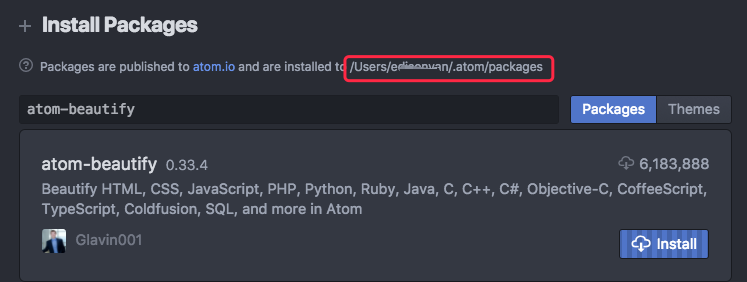 Install Packages
Packages are published to atom.io and are installed to /Users/ /.atom/packages
atom-beautify
Packages Themes
atom-beautify 0.33.4 6,183,888
Beautify HTML, CSS, JavaScript, PHP, Python, Ruby, Java, C, C++, C#, Objective-C, CoffeeScript,
TypeScript, Coldfusion, SQL, and more in Atom
Glavin001
Install